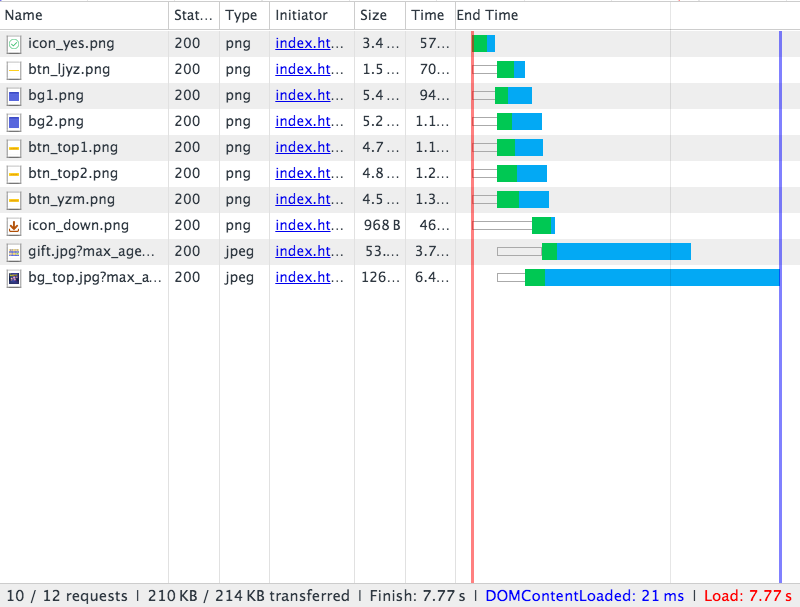 Name Stat... Type Initiator Size Time End Time
icon_yes.png 200 png index.ht... 3.4 ... 57...
btn_ljyz.png 200 png index.ht... 1.5 ... 70...
bg1.png 200 png index.ht... 5.4 ... 94...
bg2.png 200 png index.ht... 5.2 ... 1.1...
btn_top1.png 200 png index.ht... 4.7 ... 1.1...
btn_top2.png 200 png index.ht... 4.8 ... 1.2...
btn_yzm.png 200 png index.ht... 4.5 ... 1.3...
icon_down.png 200 png index.ht... 968 B 46...
gift.jpg?max_age... 200 jpeg index.ht... 53.... 3.7...
bg_top.jpg?max_a... 200 jpeg index.ht... 126... 6.4...
10 / 12 requests | 210 KB / 214 KB transferred | Finish: 7.77 s | DOMContentLoaded: 21 ms | Load: 7.77 s